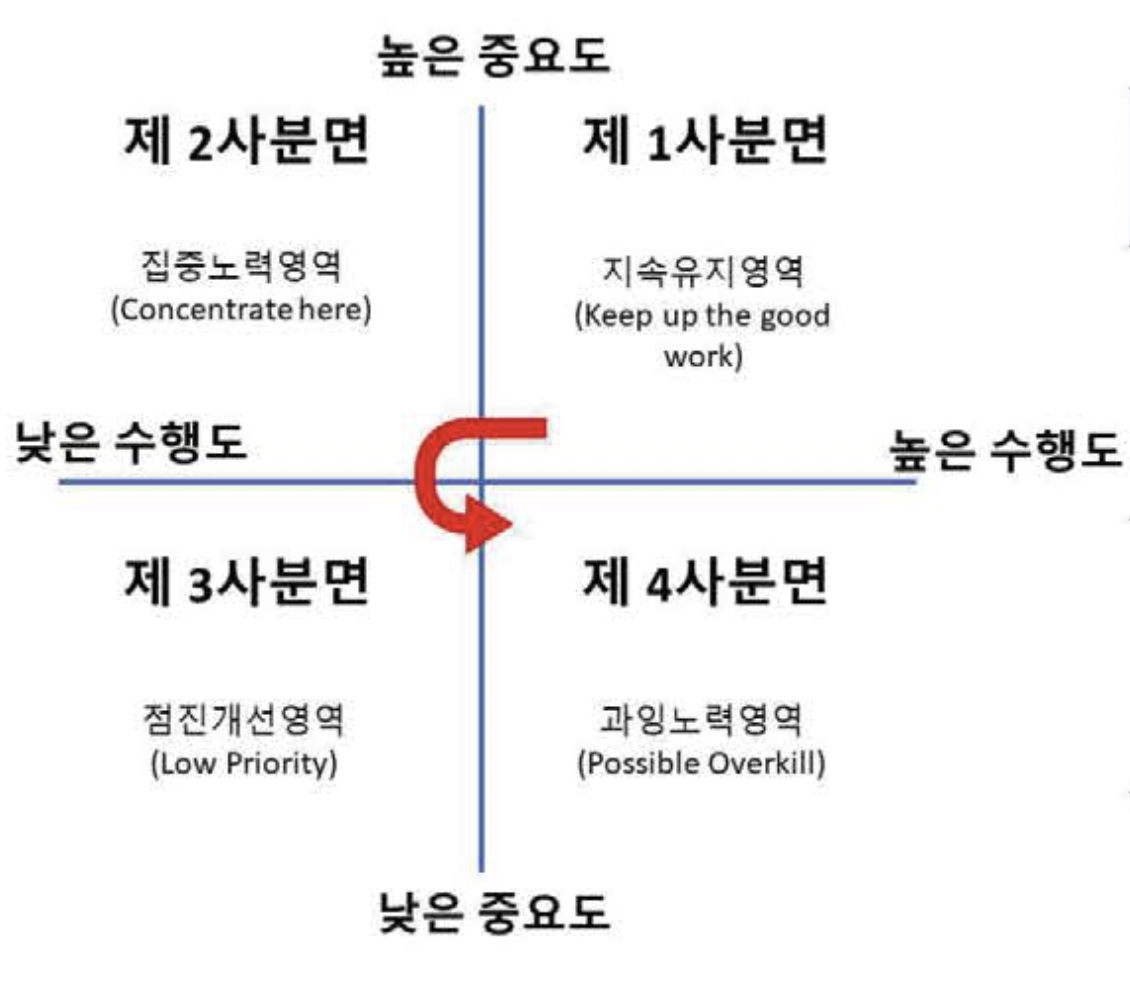 높은 중요도
제 2사분면
제 1사분면
집중노력영역
(Concentrate here)
지속유지영역
(Keep up the good
work)
낮은 수행도
높은 수행도
제 3사분면
제 4사분면
점진개선영역
(Low Priority)
과잉노력영역
(Possible Overkill)
낮은 중요도